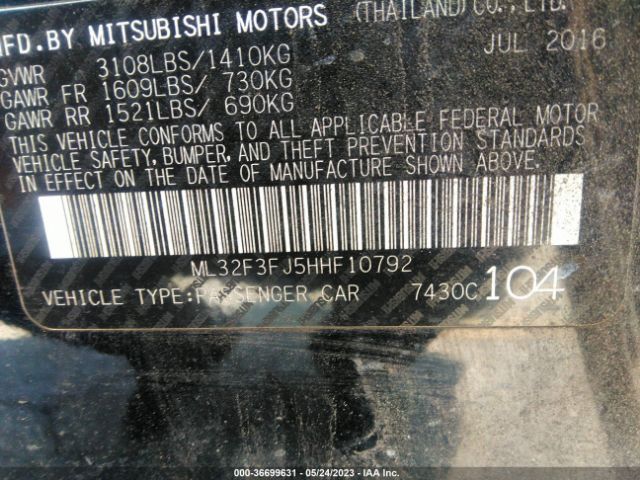 MFD.BY MITSUBISHI MOTORS (THAILAND) CO., LTD.
JUL 2016
GVWR 3108LBS/1410KG
GAWR FR 1609LBS/ 730KG
GAWR RR 1521LBS/ 690KG
THIS VEHICLE CONFORMS TO ALL APPLICABLE FEDERAL MOTOR
VEHICLE SAFETY, BUMPER, AND THEFT PREVENTION STANDARDS
IN EFFECT ON THE DATE OF MANUFACTURE SHOWN ABOVE.
ML32F3FJ5HHF10792
VEHICLE TYPE:PASSENGER CAR 7430C 104
000-36699631 - 05/24/2023 - IAA Inc.